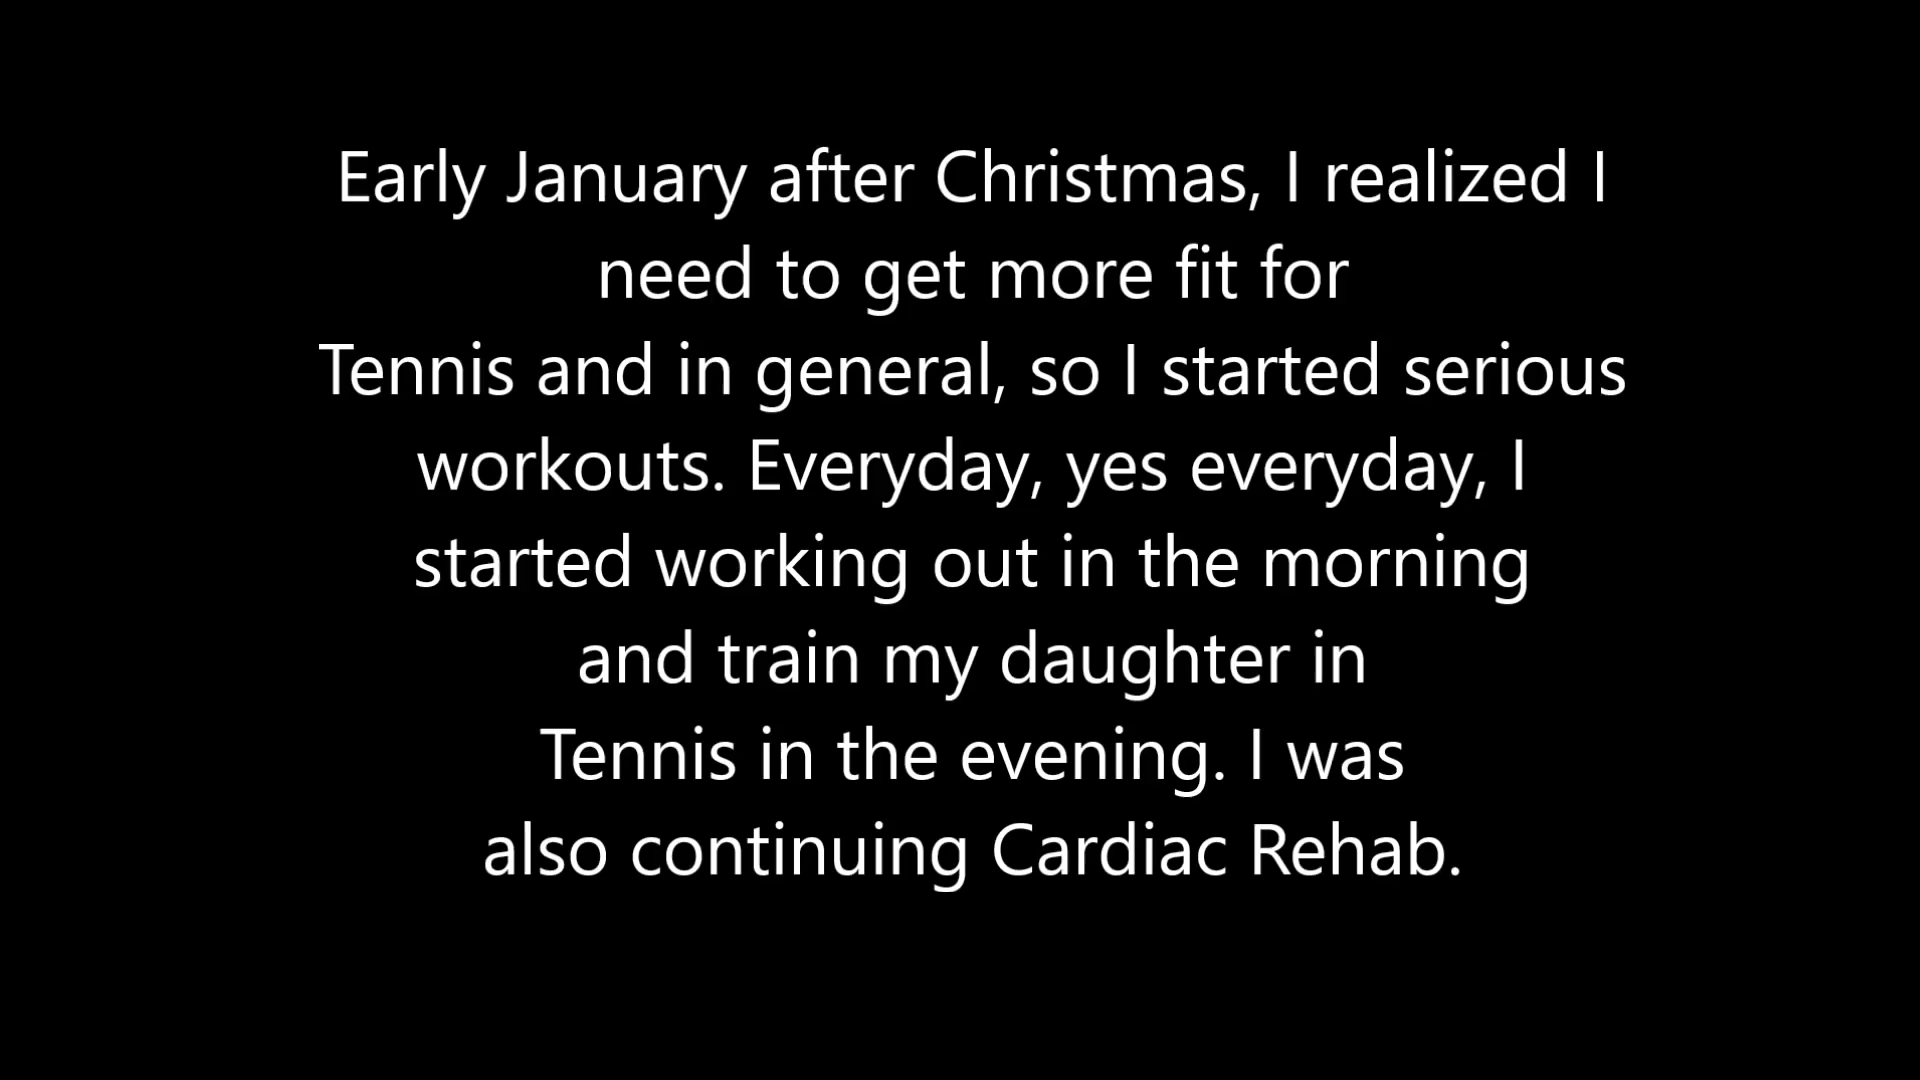 Early January after Christmas, I realized I
need to get more fit for
Tennis and in general, so I started serious
workouts. Everyday, yes everyday, I
started working out in the morning
and train my daughter in
Tennis in the evening. I was
also continuing Cardiac Rehab.